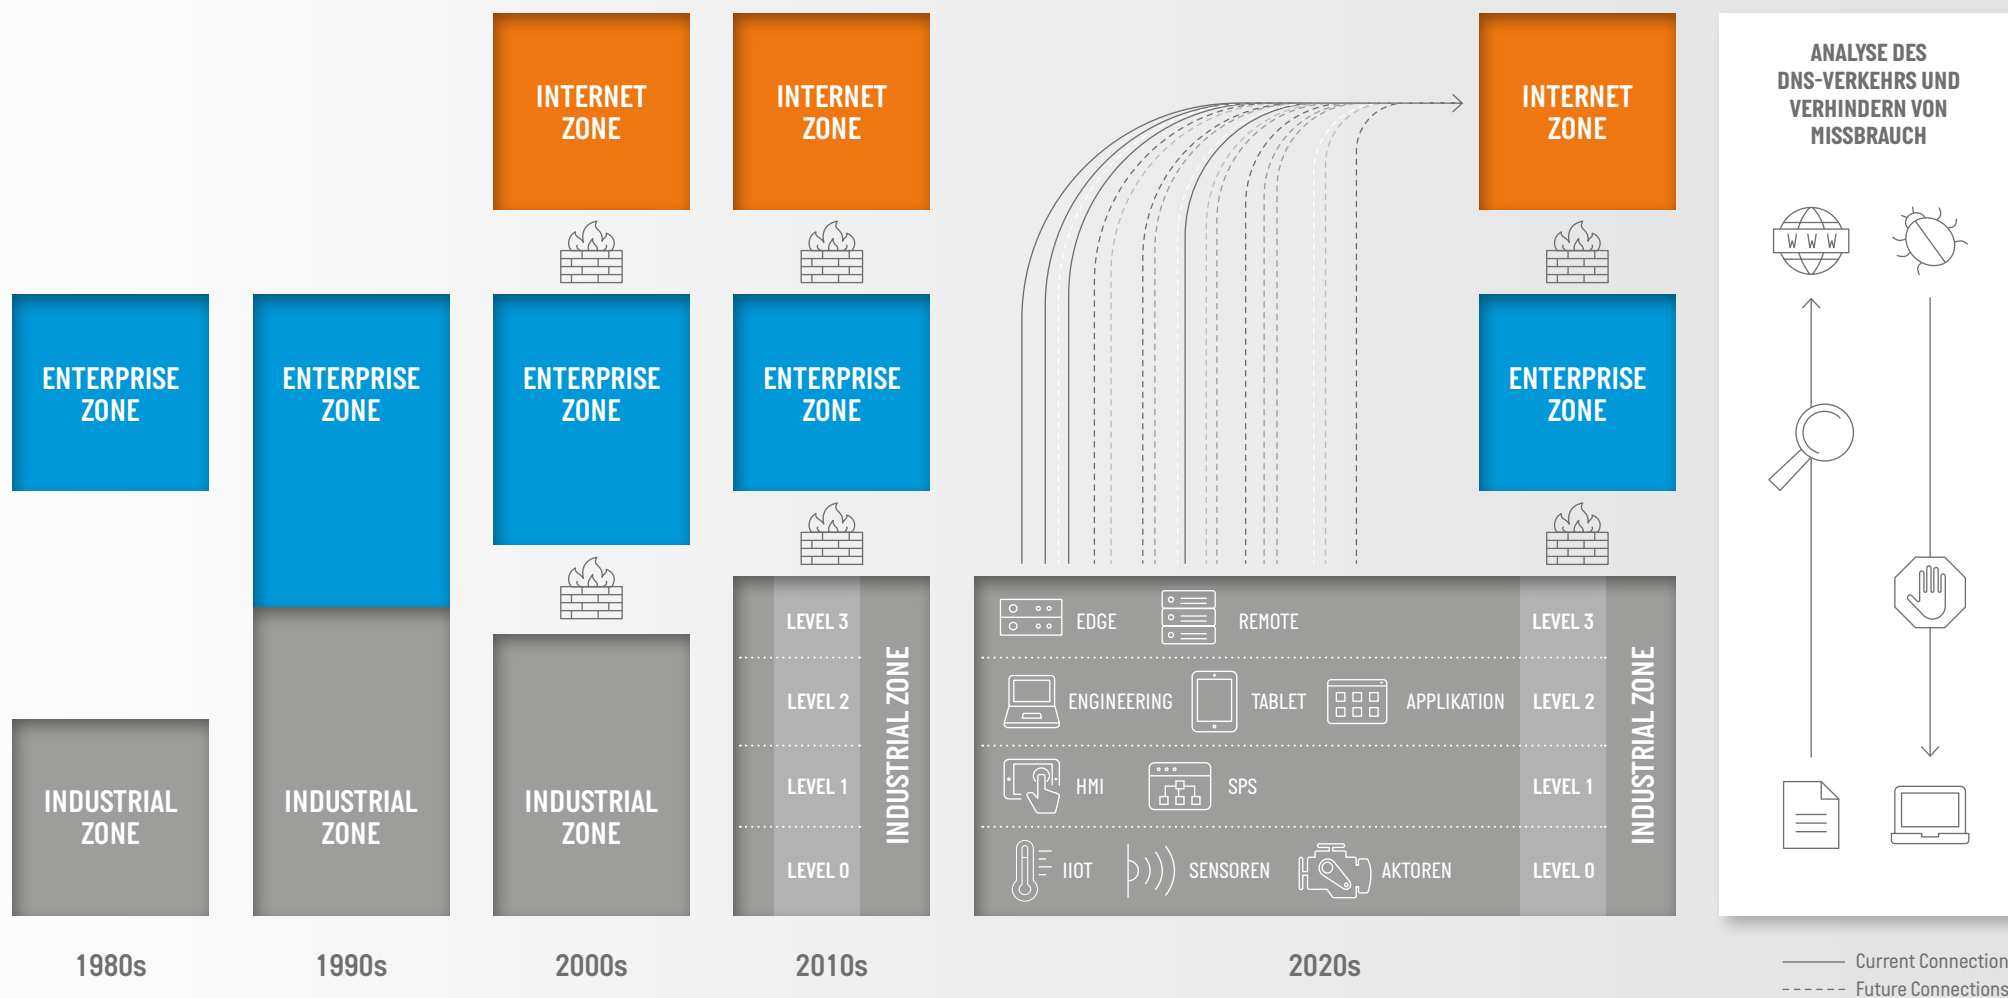 ENTERPRISE
ZONE
INDUSTRIAL
ZONE
1980s
ENTERPRISE
ZONE
INDUSTRIAL
ZONE
1990s
INTERNET
ZONE
ENTERPRISE
ZONE
INDUSTRIAL
ZONE
2000s
INTERNET
ZONE
ENTERPRISE
ZONE
LEVEL 3
LEVEL 2
LEVEL 1
LEVEL 0
INDUSTRIAL ZONE
2010s
INTERNET
ZONE
ENTERPRISE
ZONE
EDGE
REMOTE
LEVEL 3
ENGINEERING
TABLET
APPLIKATION
LEVEL 2
HMI
SPS
LEVEL 1
IIOT
SENSOREN
AKTOREN
LEVEL 0
INDUSTRIAL ZONE
2020s
ANALYSE DES
DNS-VERKEHRS UND
VERHINDERN VON
MISSBRAUCH
WWW
Current Connection
Future Connections